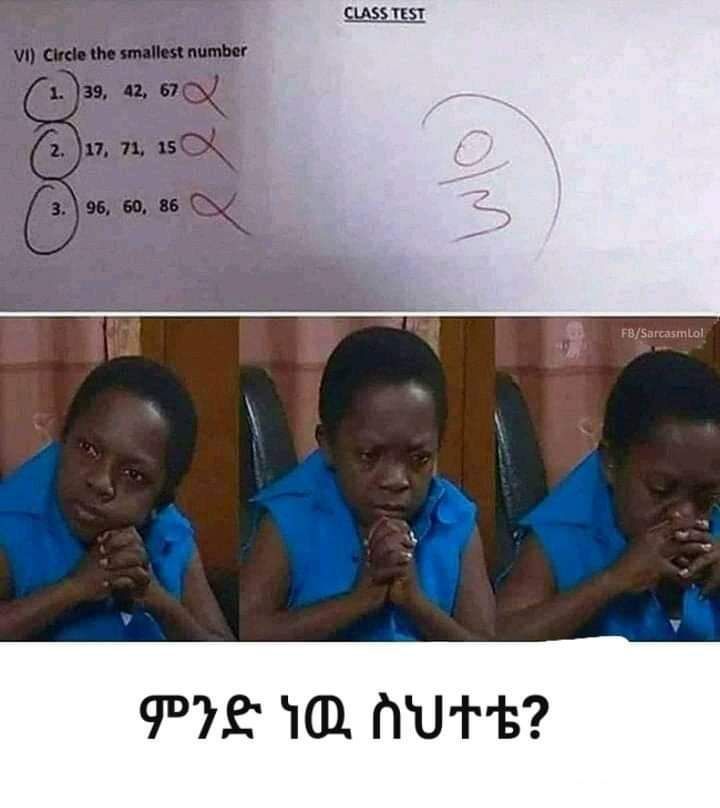 CLASS TEST
VI) Circle the smallest number
1. 39, 42, 67
2. 17, 71, 15
3. 96, 60, 86
0/3
FB/SarcasmLol
ምንድ ነዉ ስህተቴ?